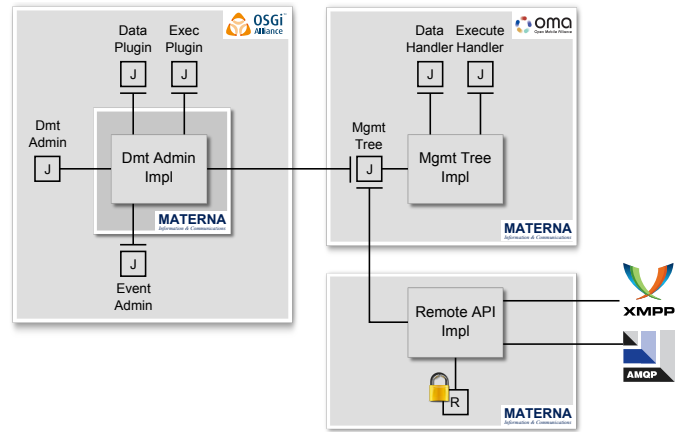 OSGi
Alliance
Data
Plugin
Exec
Plugin
J
J
Dmt
Admin
J
Dmt Admin
Impl
MATERNA
Information & Communications
J
Event
Admin
oma
Open Mobile Alliance
Data
Handler
Execute
Handler
J
J
Mgmt
Tree
J
Mgmt Tree
Impl
MATERNA
Information & Communications
Remote API
Impl
R
MATERNA
Information & Communications
XMPP
AMQP